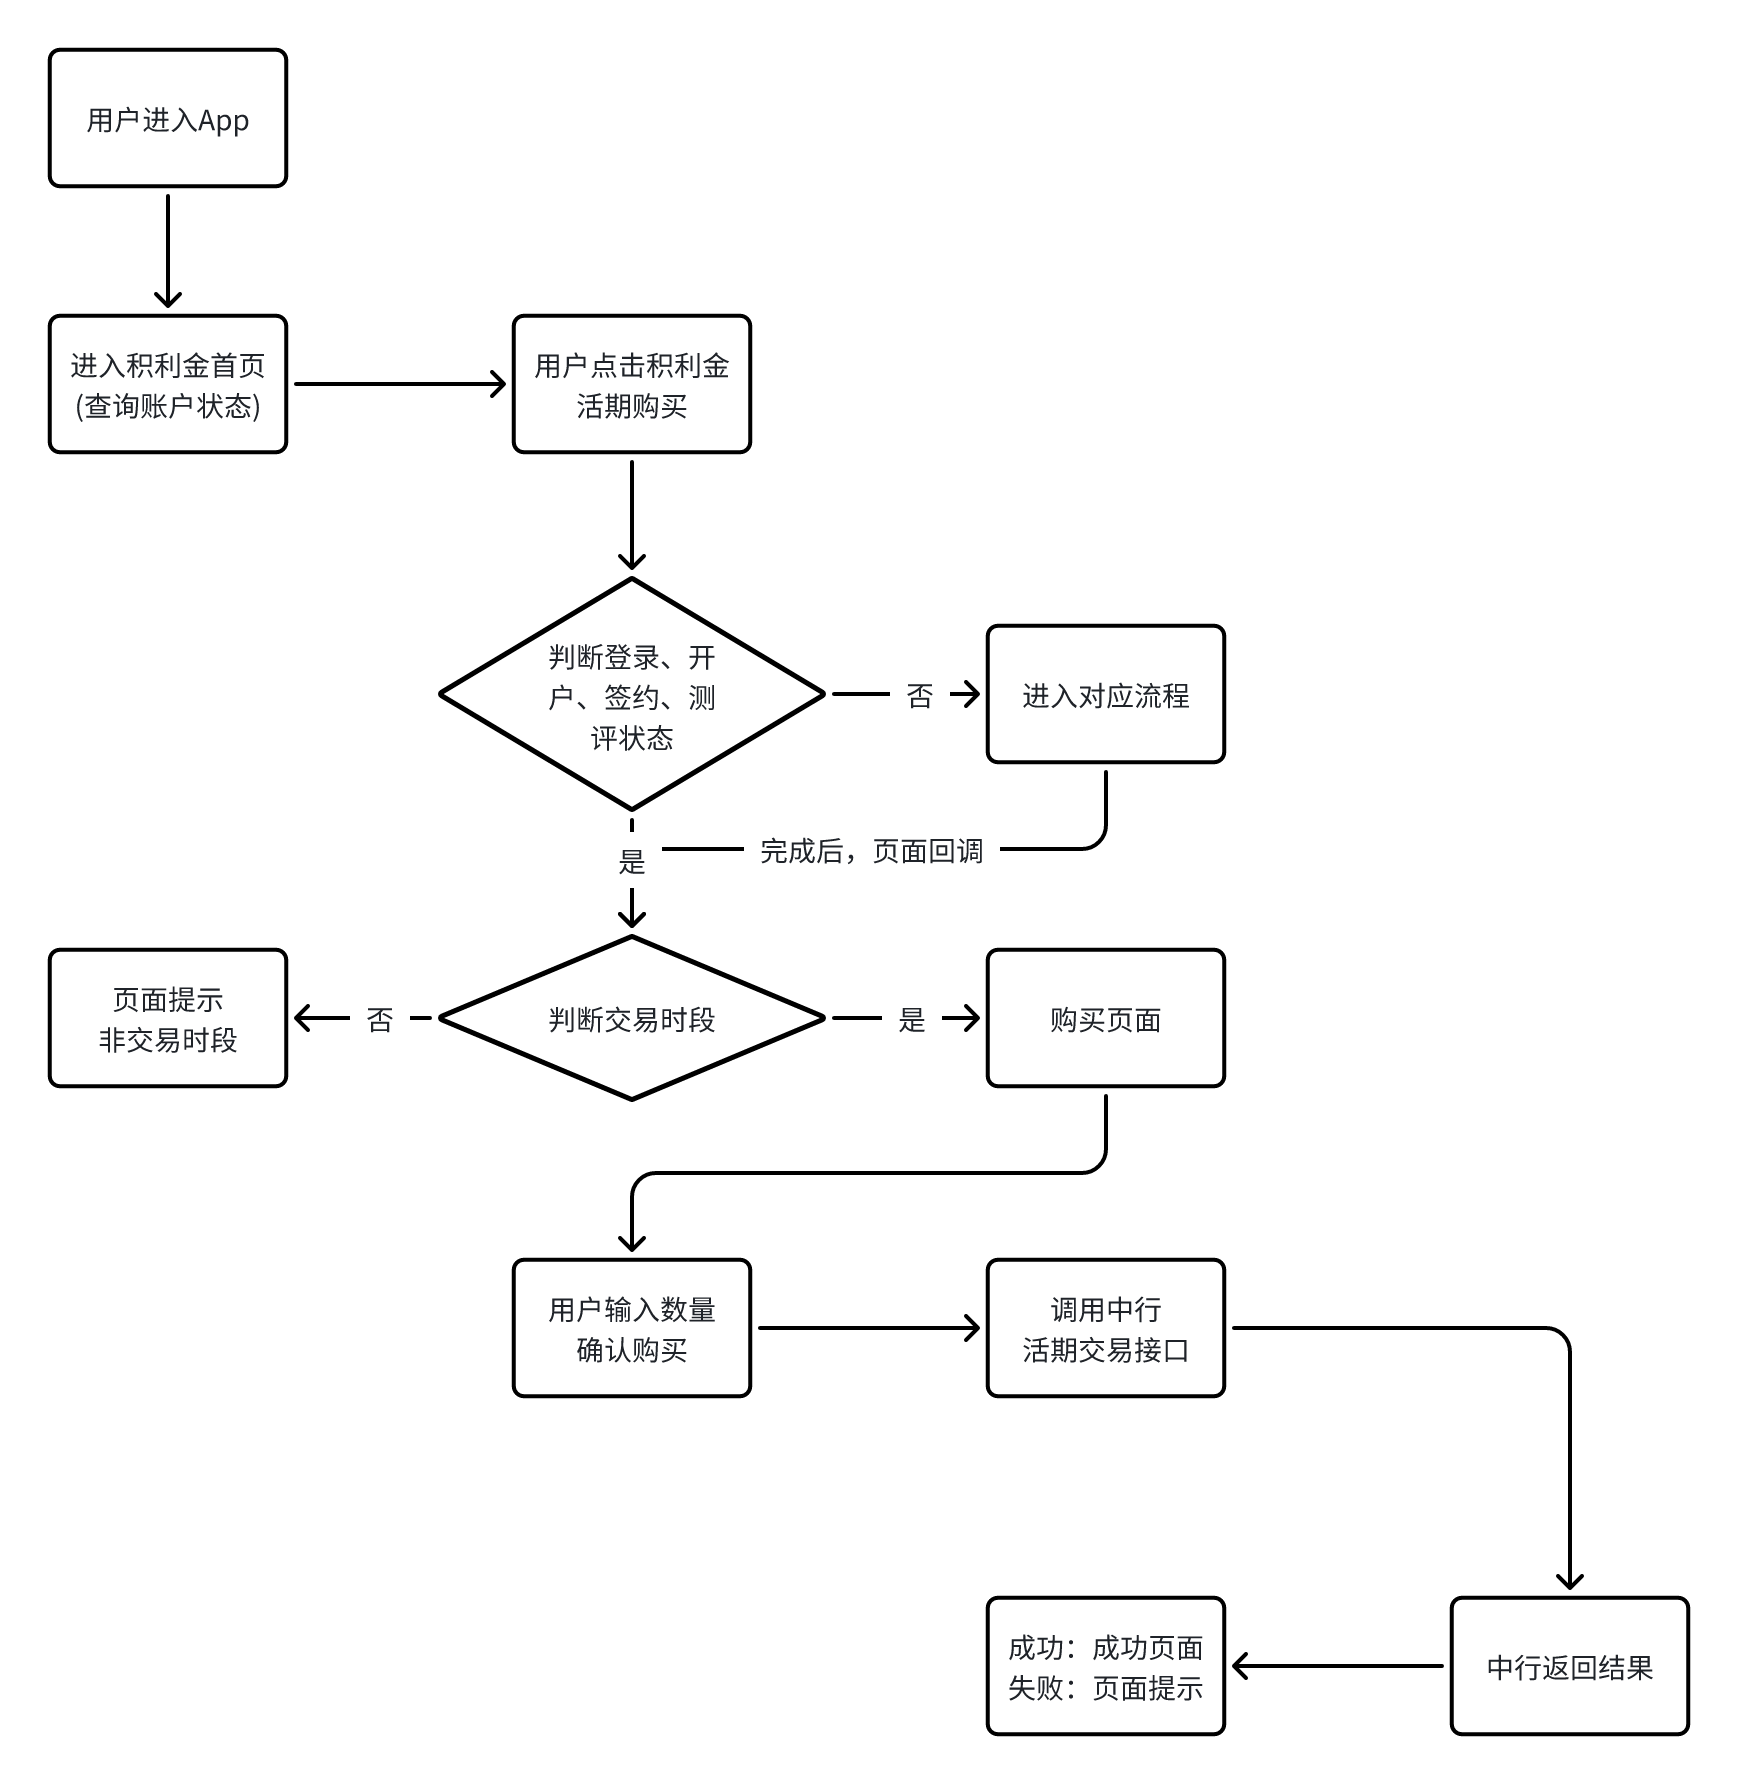 用户进入App
进入积利金首页
(查询账户状态)
用户点击积利金
活期购买
判断登录、开
户、签约、测
评状态
否
进入对应流程
完成后，页面回调
是
页面提示
非交易时段
否
判断交易时段
是
购买页面
用户输入数量
确认购买
调用中行
活期交易接口
成功：成功页面
失败：页面提示
中行返回结果